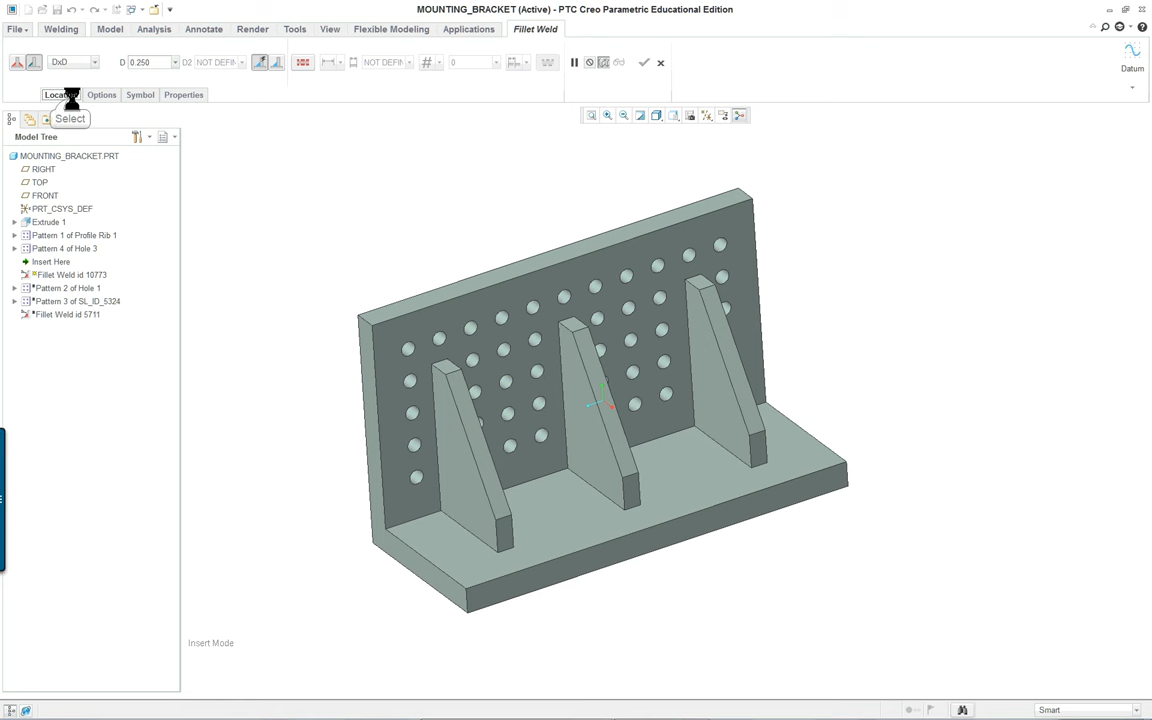 MOUNTING_BRACKET (Active) - PTC Creo Parametric Educational Edition
File Welding Model Analysis Annotate Render Tools View Flexible Modeling Applications Fillet Weld
DxD D 0.250 D2 NOT DEFIN NOT DEFIN 0
Datum
Options Symbol Properties
Select
Model Tree
MOUNTING_BRACKET.PRT
RIGHT
TOP
FRONT
PRT_CSYS_DEF
Extrude 1
Pattern 1 of Profile Rib 1
Pattern 4 of Hole 3
Insert Here
Fillet Weld id 10773
Pattern 2 of Hole 1
Pattern 3 of SL_ID_5324
Fillet Weld id 5711
Insert Mode
Smart